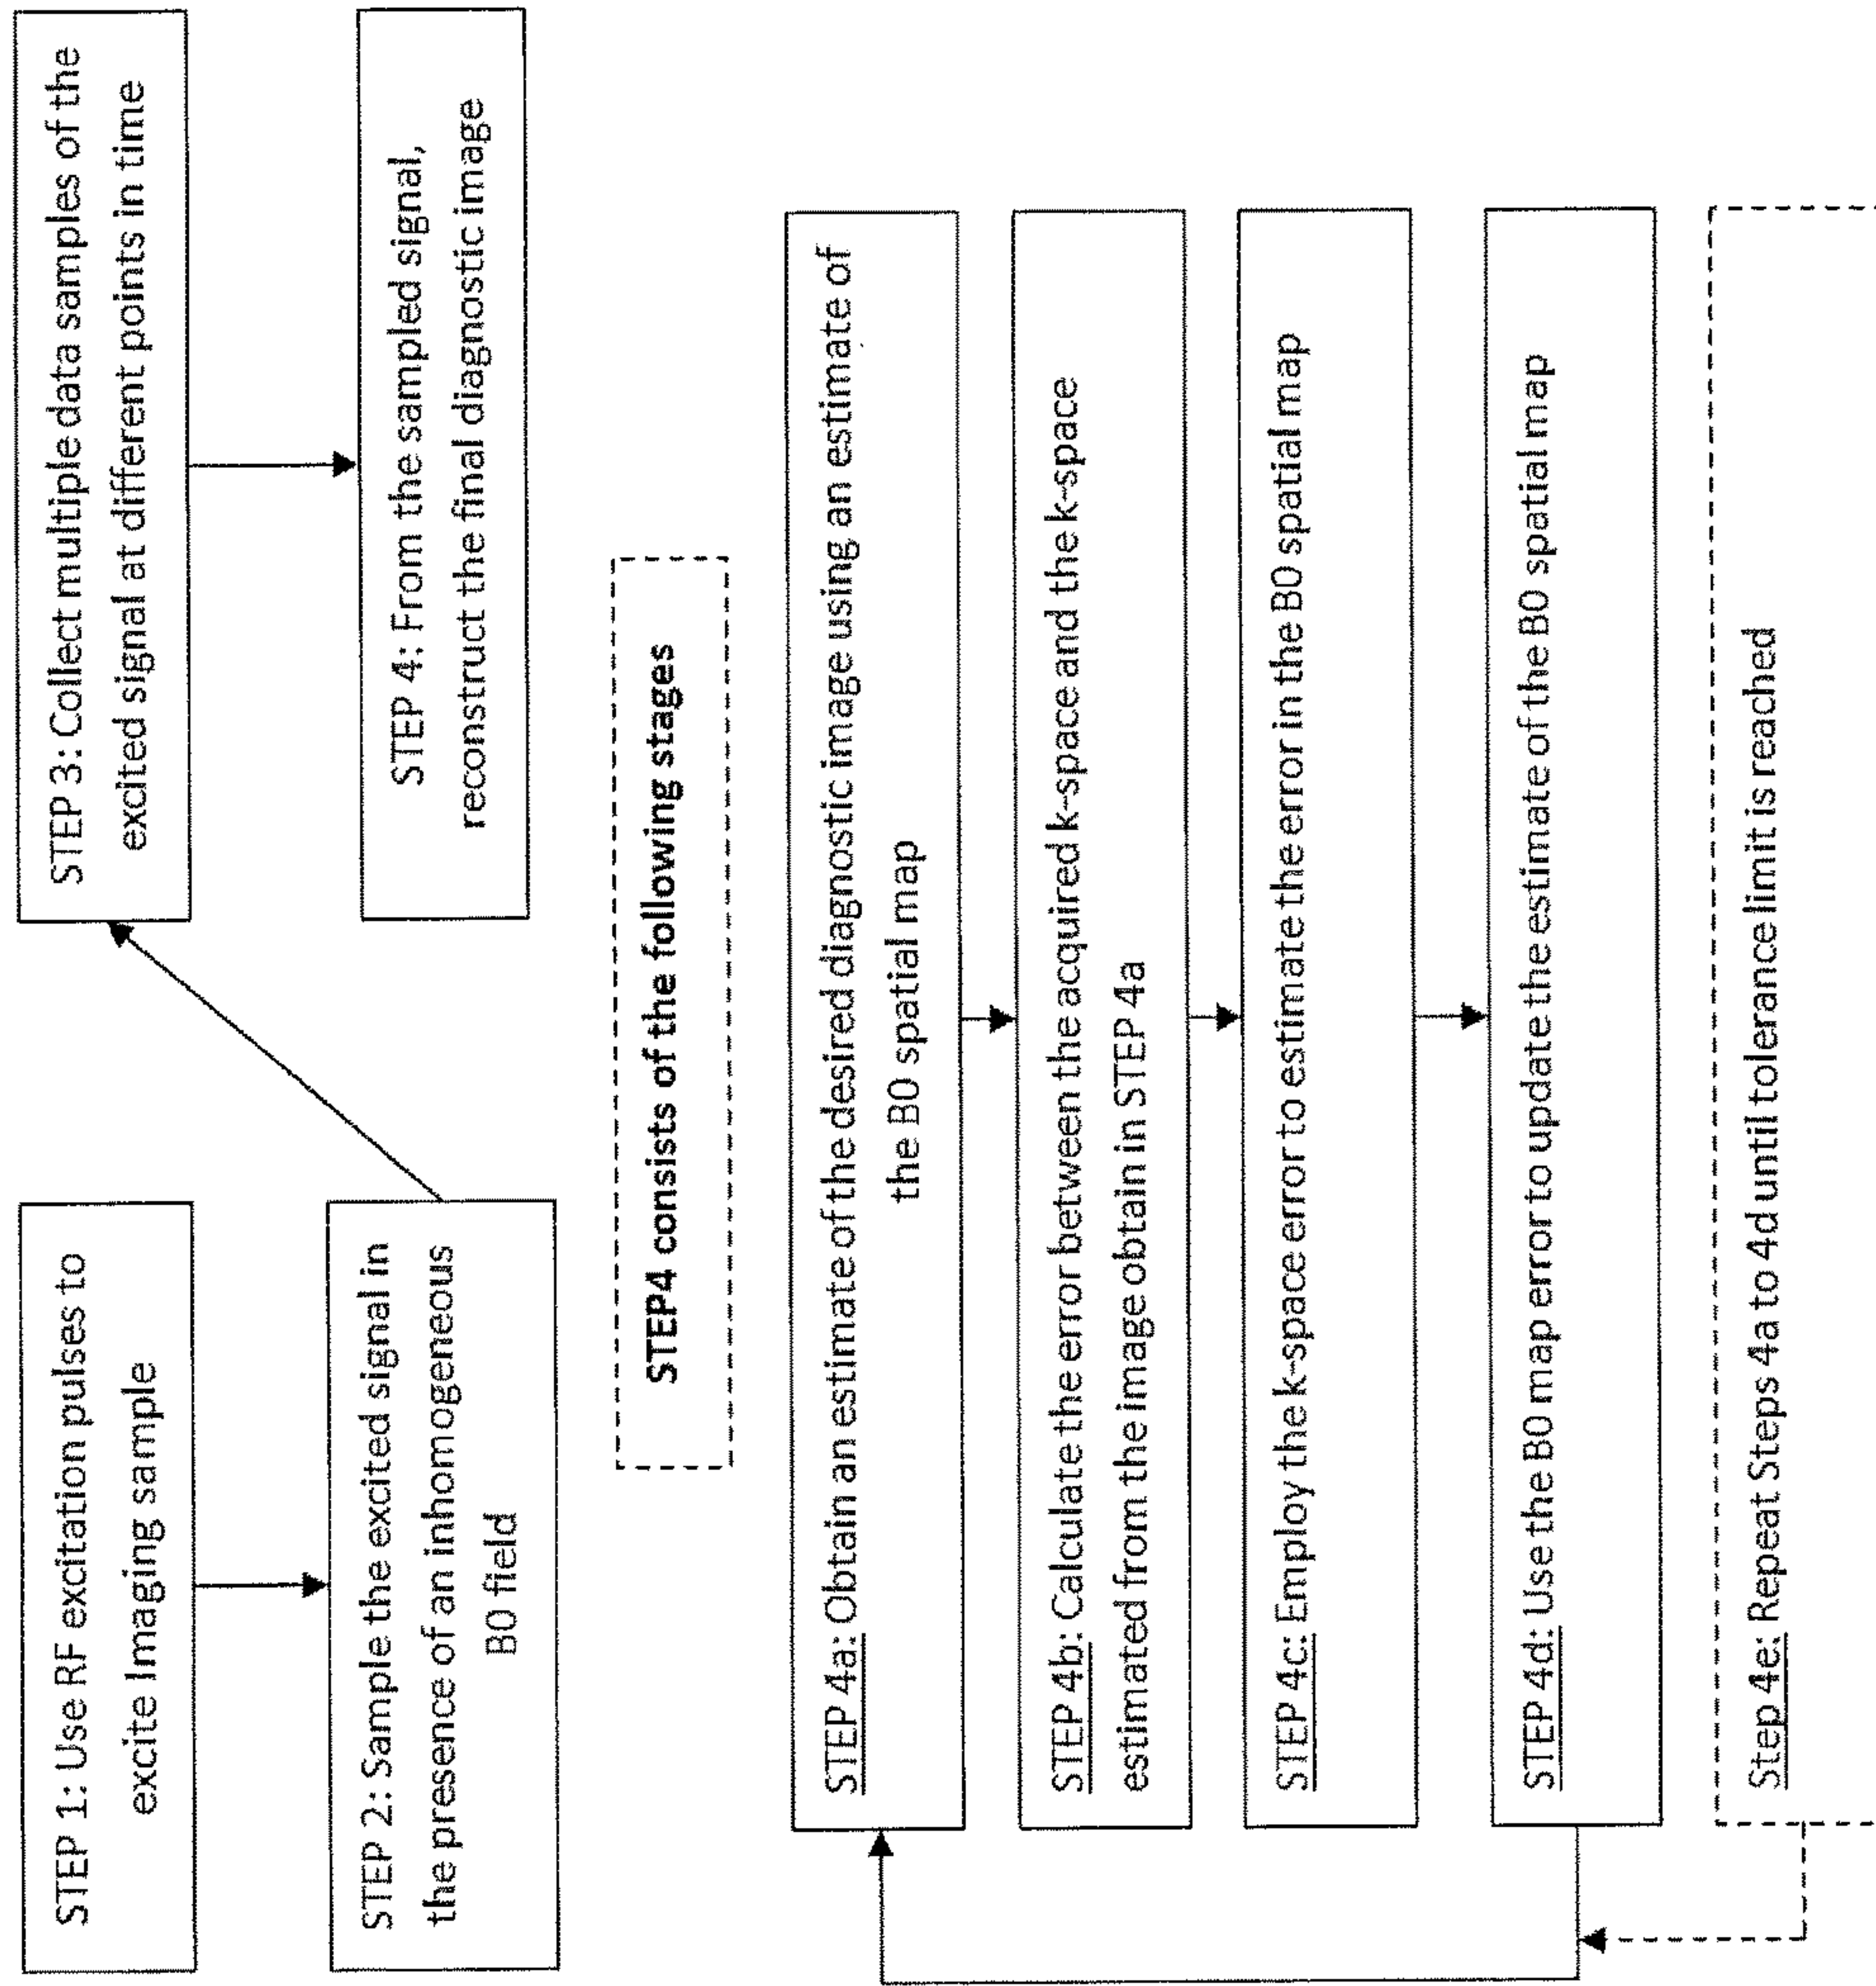 STEP 1: Use RF excitation pulses to
excite Imaging sample
STEP 2: Sample the excited signal in
the presence of an inhomogeneous
B0 field
STEP 3: Collect multiple data samples of the
excited signal at different points in time
STEP 4: From the sampled signal,
reconstruct the final diagnostic image
STEP4 consists of the following stages
STEP 4a: Obtain an estimate of the desired diagnostic image using an estimate of
the B0 spatial map
STEP 4b: Calculate the error between the acquired k-space and the k-space
estimated from the image obtain in STEP 4a
STEP 4c: Employ the k-space error to estimate the error in the B0 spatial map
STEP 4d: Use the B0 map error to update the estimate of the B0 spatial map
Step 4e: Repeat Steps 4a to 4d until tolerance limit is reached